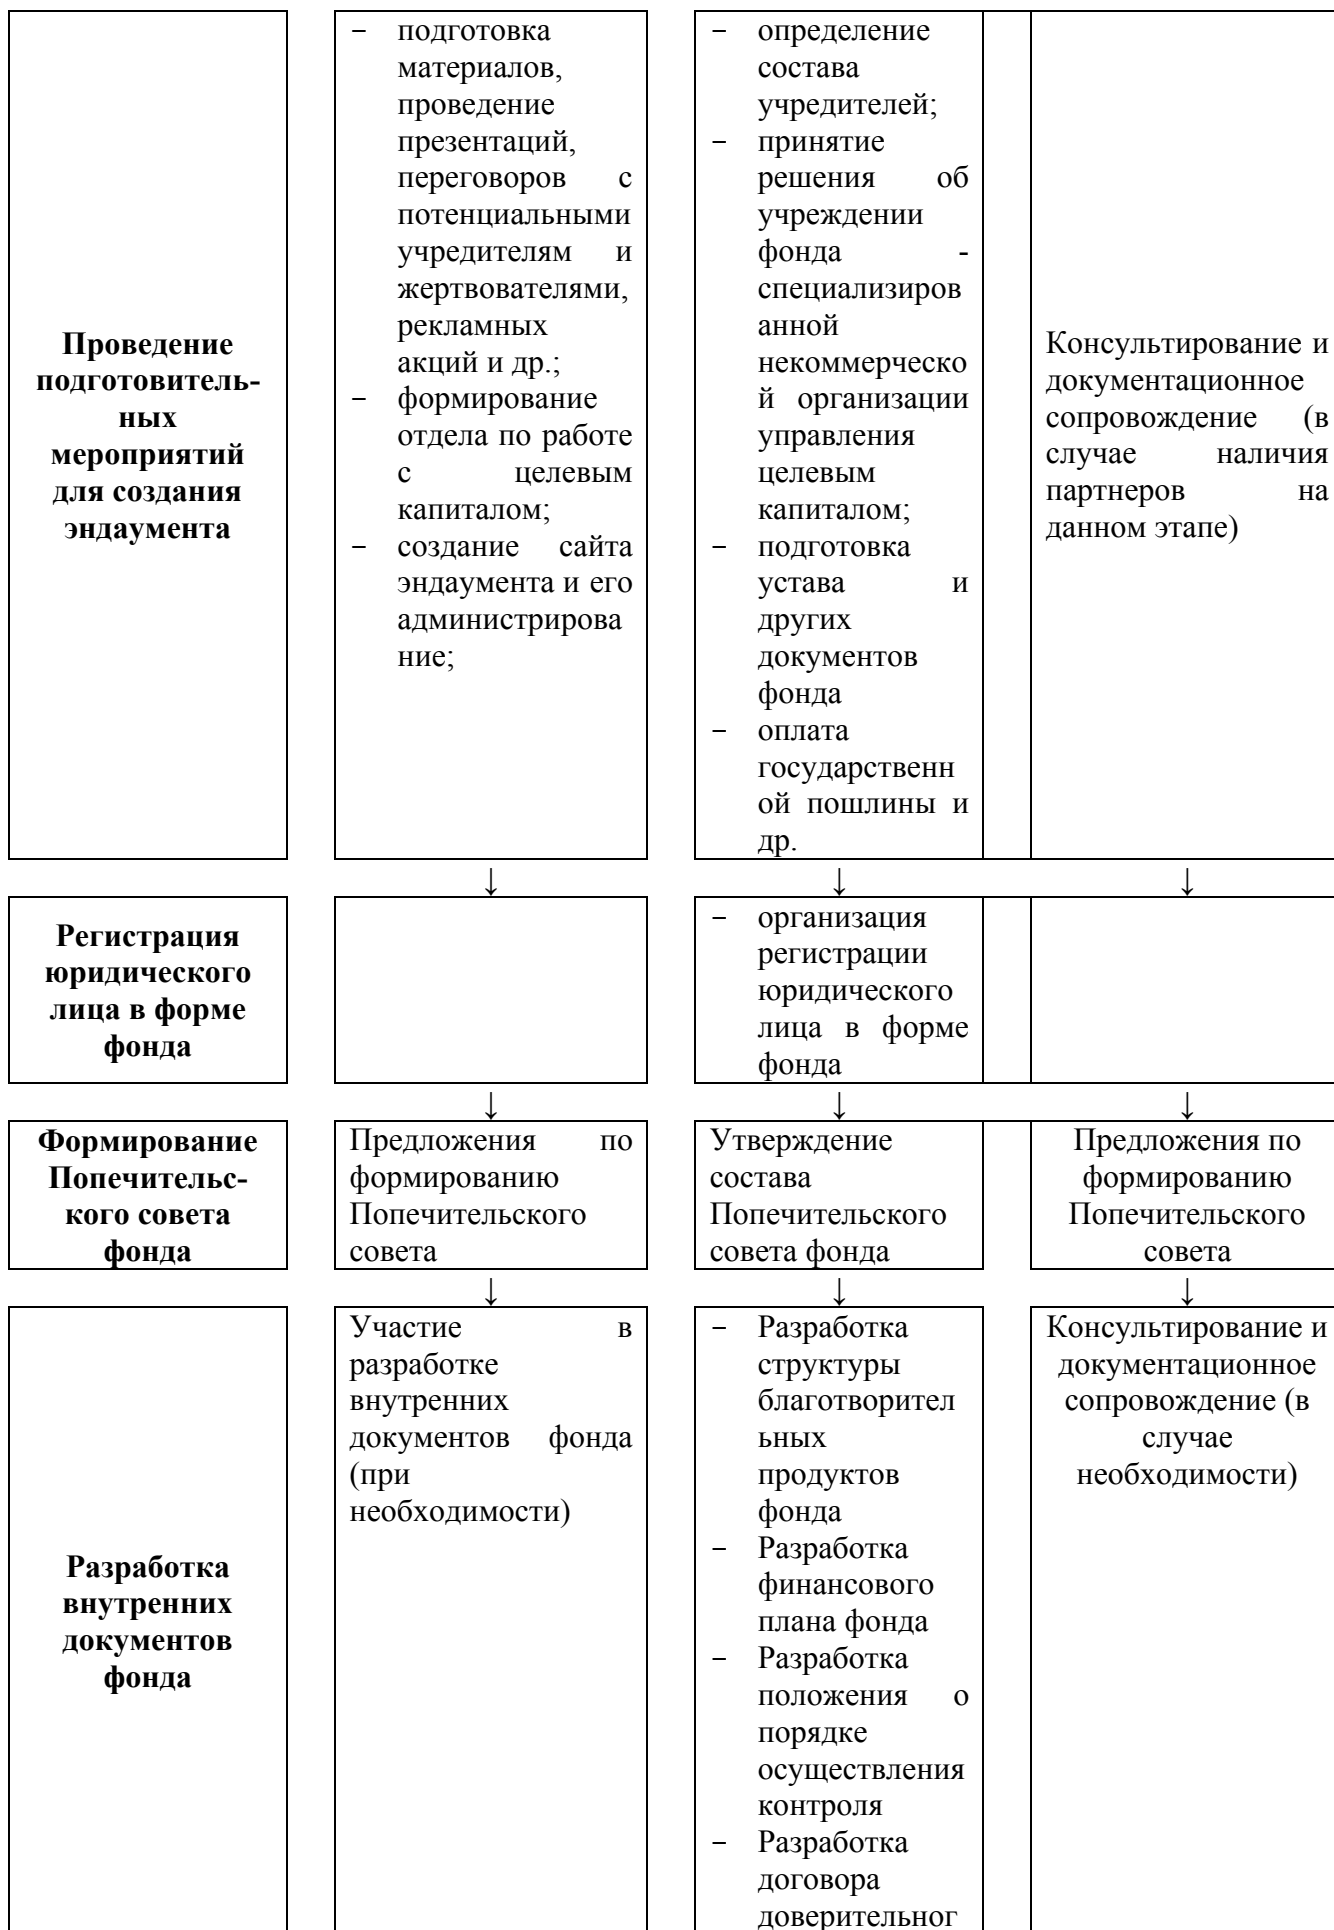 Проведение
подготовитель-
ных
мероприятий
для создания
эндаумента
− подготовка
материалов,
проведение
презентаций,
переговоров с
потенциальными
учредителям и
жертвователями,
рекламных
акций и др.;
− формирование
отдела по работе
с целевым
капиталом;
− создание сайта
эндаумента и его
администрирова
ние;
− определение
состава
учредителей;
− принятие
решения об
учреждении
фонда -
специализиров
анной
некоммерческо
й организации
управления
целевым
капиталом;
− подготовка
устава и
других
документов
фонда
− оплата
государственн
ой пошлины и
др.
Консультирование и
документационное
сопровождение (в
случае наличия
партнеров на
данном этапе)
↓ ↓ ↓
Регистрация
юридического
лица в форме
фонда
− организация
регистрации
юридического
лица в форме
фонда
↓ ↓ ↓
Формирование
Попечительс-
кого совета
фонда
Предложения по
формированию
Попечительского
совета
Утверждение
состава
Попечительского
совета фонда
Предложения по
формированию
Попечительского
совета
↓ ↓ ↓
Разработка
внутренних
документов
фонда
Участие в
разработке
внутренних
документов фонда
(при
необходимости)
− Разработка
структуры
благотворител
ьных
продуктов
фонда
− Разработка
финансового
плана фонда
− Разработка
положения о
порядке
осуществления
контроля
− Разработка
договора
доверительног
Консультирование и
документационное
сопровождение (в
случае
необходимости)